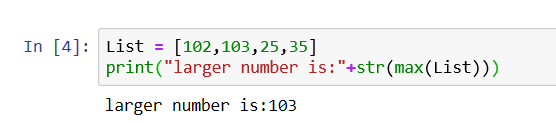 In [4]: List = [102,103,25,35]
print("larger number is:"+str(max(List)))
larger number is:103